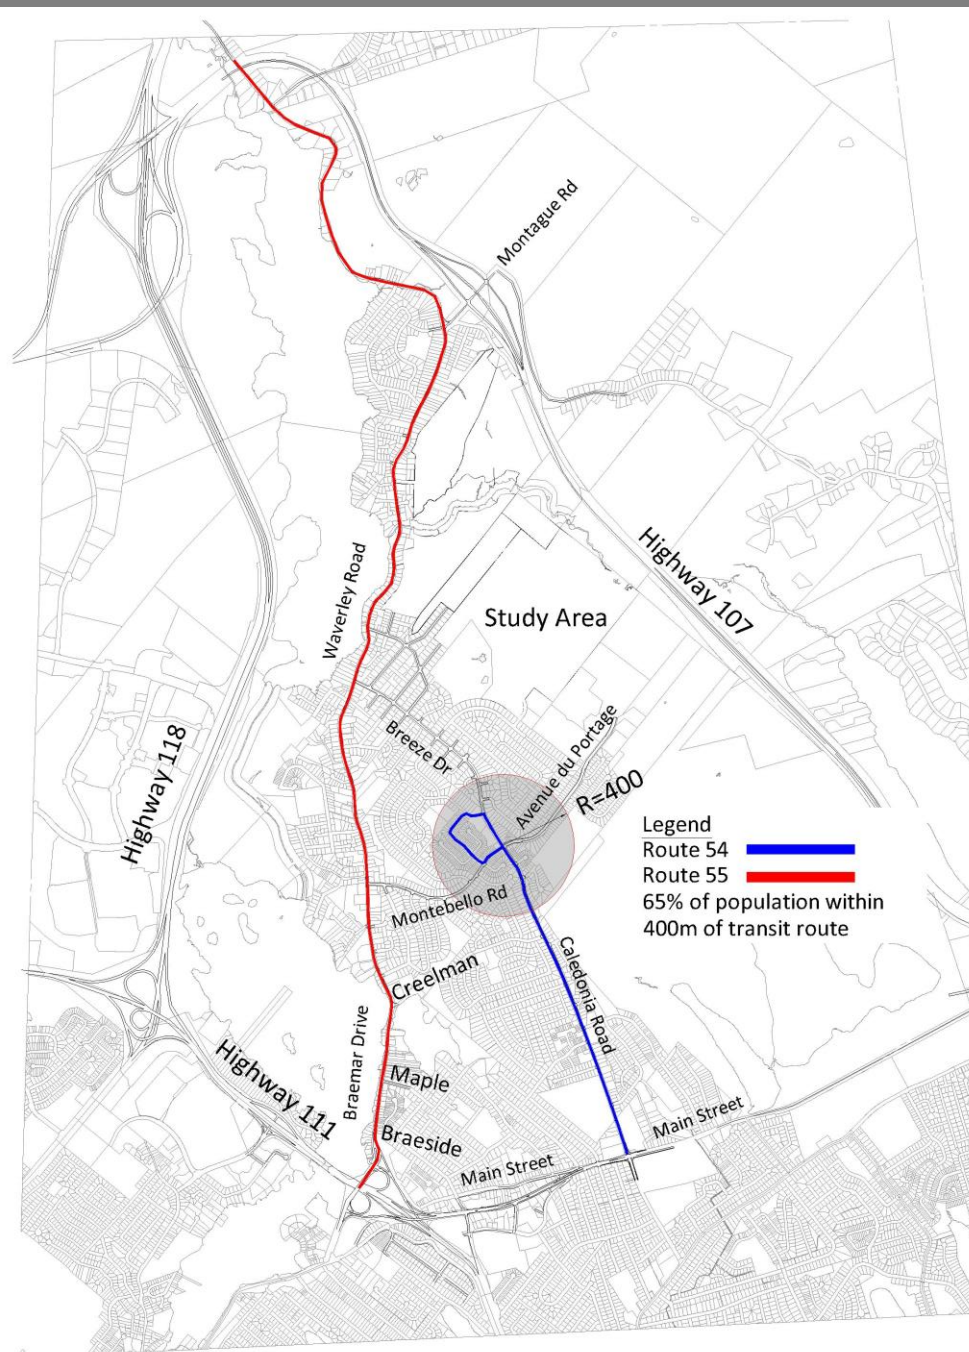 Montague Rd
Highway 107
Waverley Road
Study Area
Breeze Dr
Avenue du Portage
Highway 118
R=400
Legend
Route 54
Route 55
65% of population within
400m of transit route
Montebello Rd
Creelman
Caledonia Road
Braemar Drive
Highway 111
Maple
Braeside
Main Street
Main Street